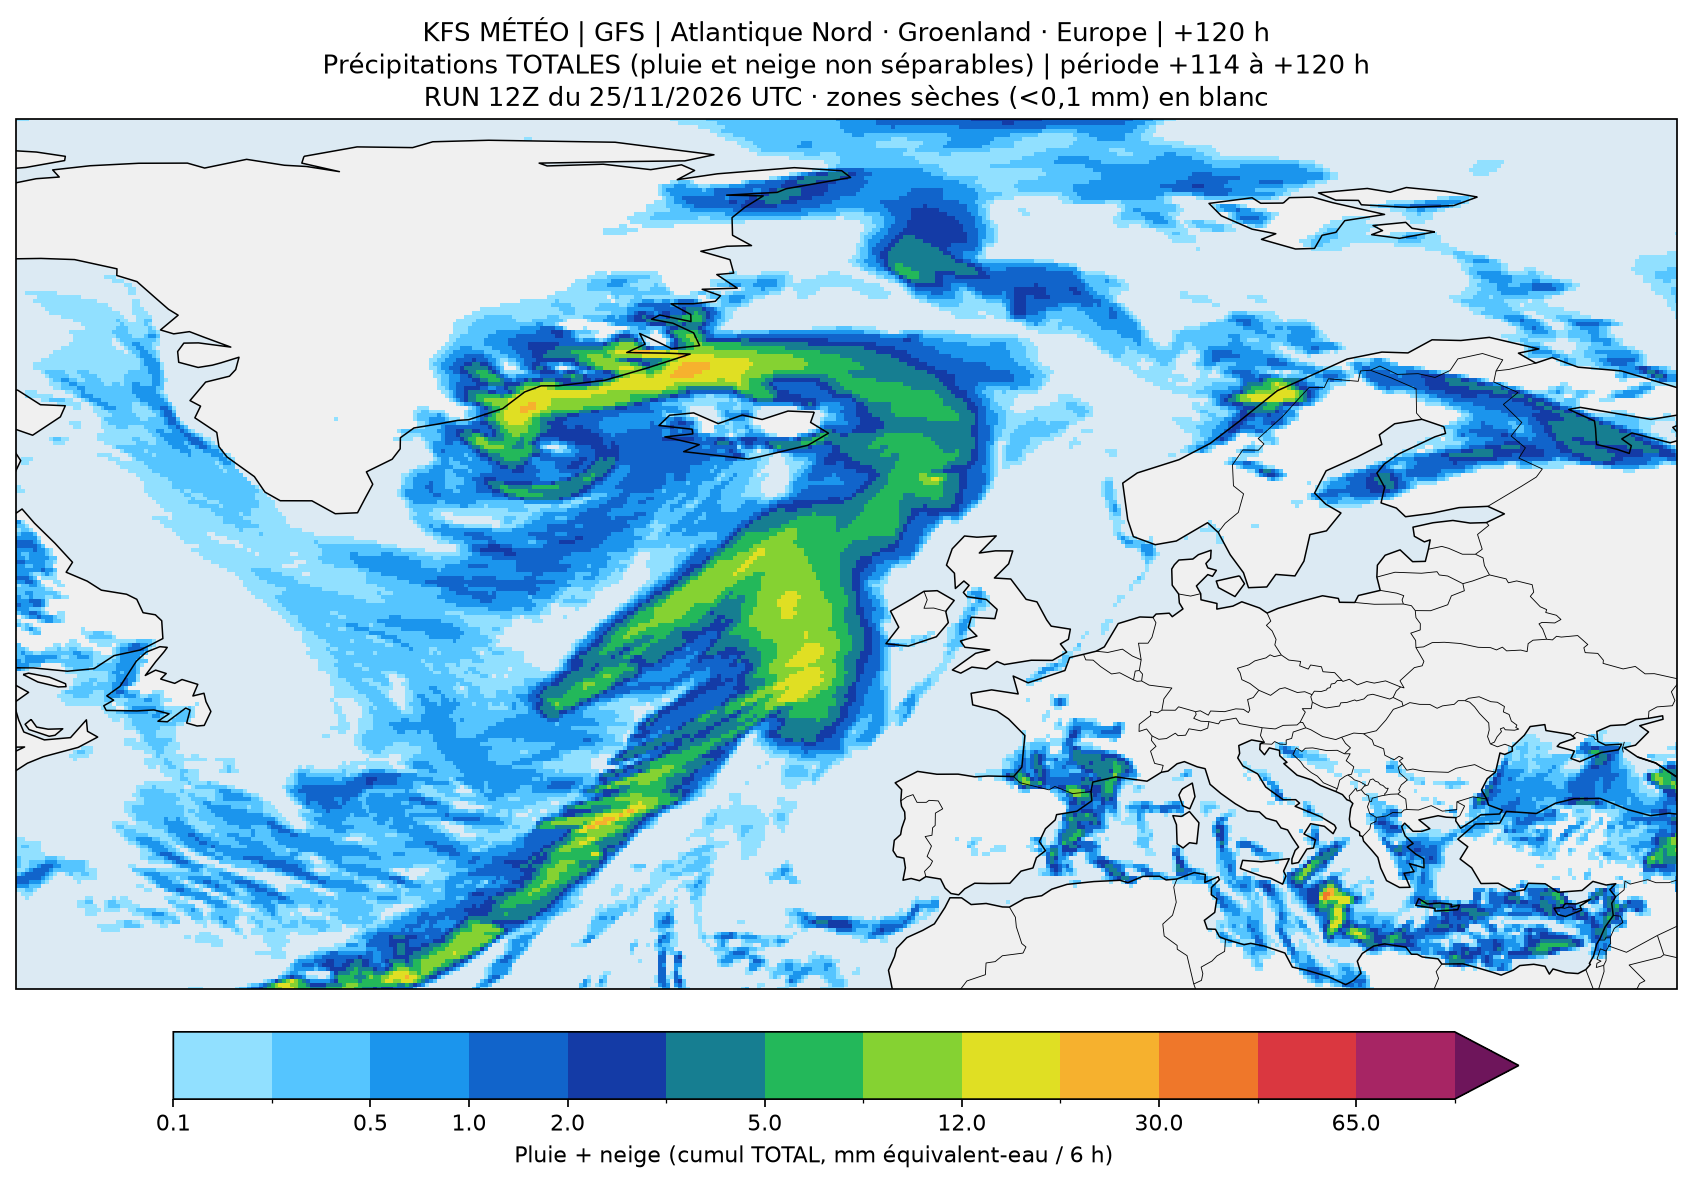 KFS MÉTÉO | GFS | Atlantique Nord · Groenland · Europe | +120 h
Précipitations TOTALES (pluie et neige non séparables) | période +114 à +120 h
RUN 12Z du 25/11/2026 UTC · zones sèches (<0,1 mm) en blanc
0.1 0.5 1.0 2.0 5.0 12.0 30.0 65.0
Pluie + neige (cumul TOTAL, mm équivalent-eau / 6 h)